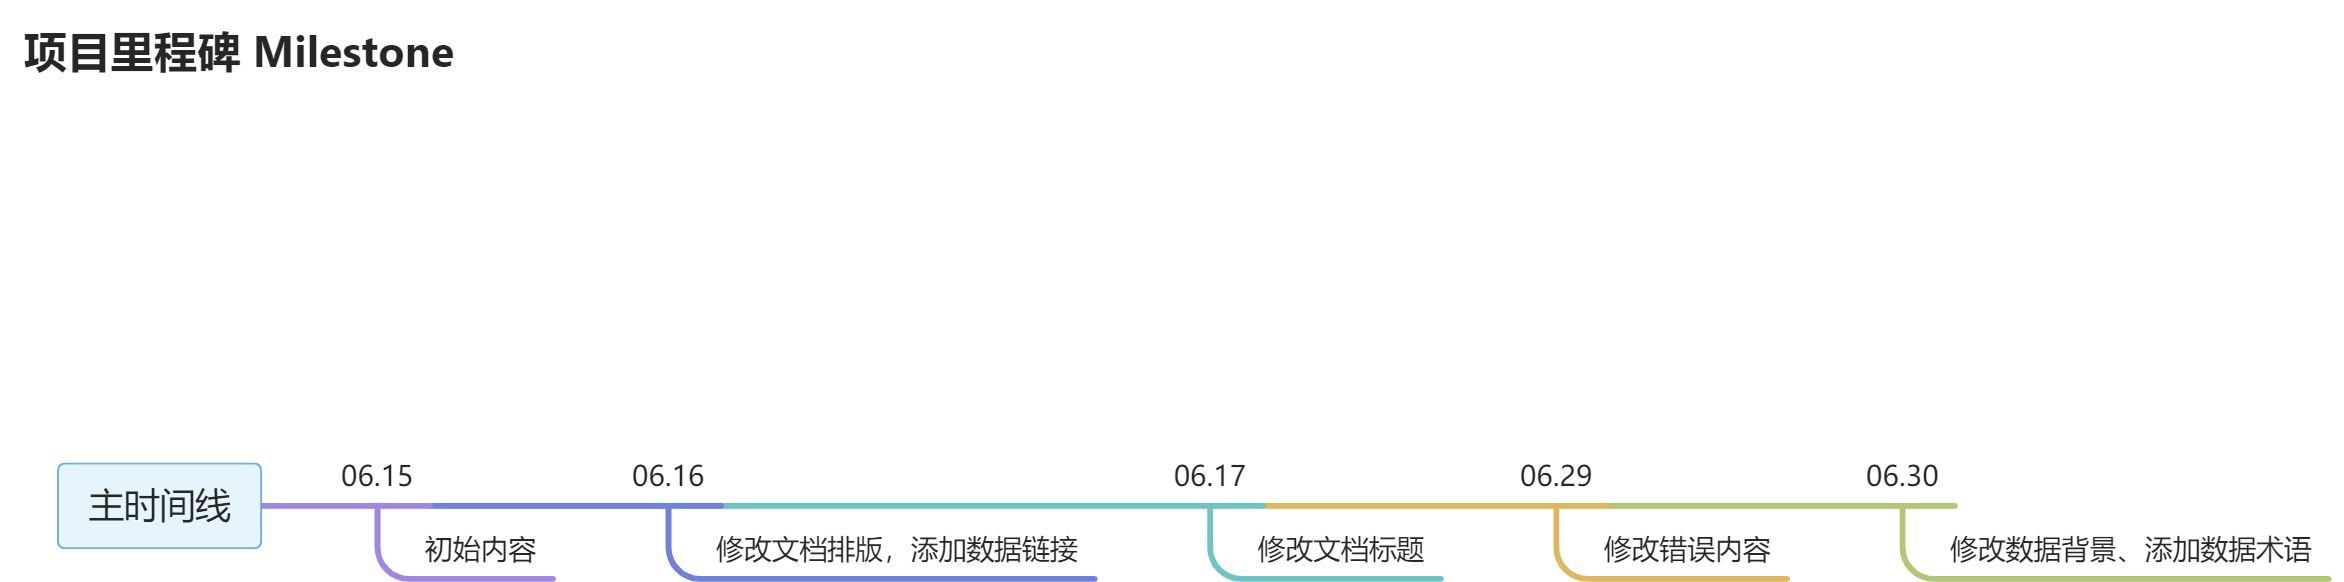 项目里程碑 Milestone
主时间线
06.15
初始内容
06.16
修改文档排版，添加数据链接
06.17
修改文档标题
06.29
修改错误内容
06.30
修改数据背景、添加数据术语